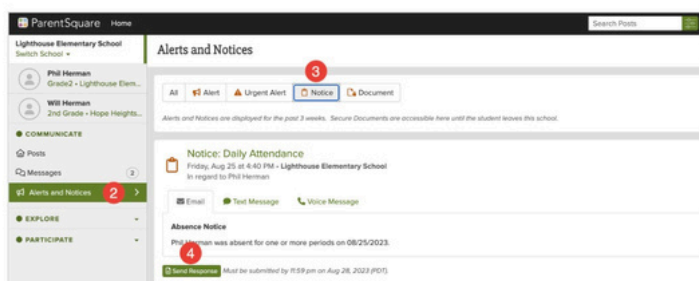 ParentSquare Home
Search Posts
Lighthouse Elementary School
Switch School
Alerts and Notices
Phil Herman
Grade2 • Lighthouse Elem...
Will Herman
2nd Grade • Hope Heights...
3
All Alert Urgent Alert Notice Document
Alerts and Notices are displayed for the past 3 weeks. Secure Documents are accessible here until the student leaves this school.
COMMUNICATE
Posts
Messages 2
Alerts and Notices 2
EXPLORE
PARTICIPATE
Notice: Daily Attendance
Friday, Aug 25 at 4:40 PM • Lighthouse Elementary School
In regard to Phil Herman
Email Text Message Voice Message
Absence Notice
Phil Herman was absent for one or more periods on 08/25/2023.
4
Send Response Must be submitted by 11:59 pm on Aug 28, 2023 (PDT).